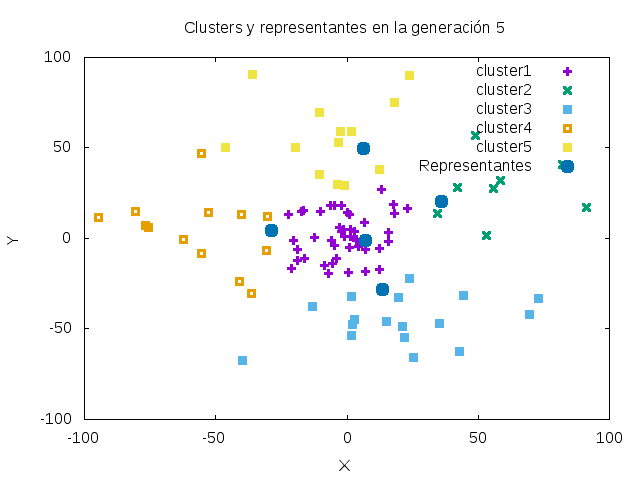 Clusters y representantes en la generación 5
100
50
0
-50
-100
-100
-50
0
50
100
Y
X
cluster1
cluster2
cluster3
cluster4
cluster5
Representantes